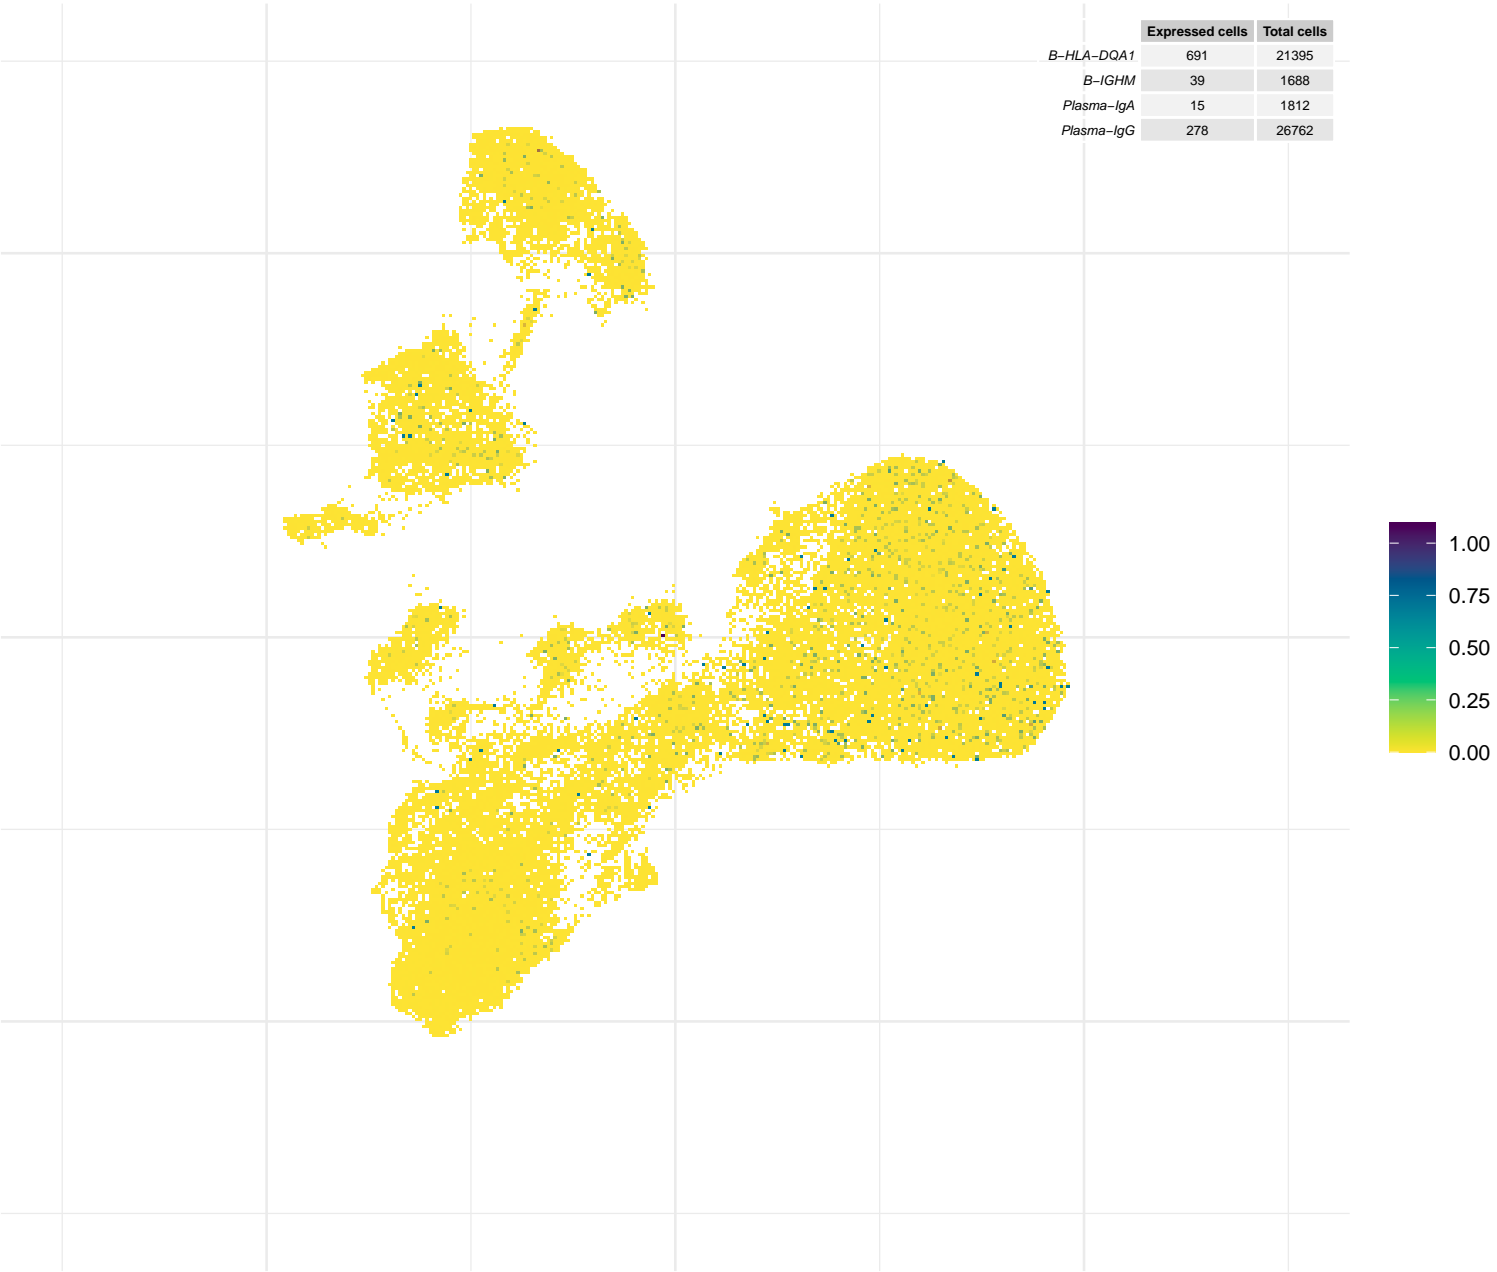 Expressed cells Total cells
B−HLA−DQA1 691 21395
B−IGHM 39 1688
Plasma−IgA 15 1812
Plasma−IgG 278 26762
1.00
0.75
0.50
0.25
0.00